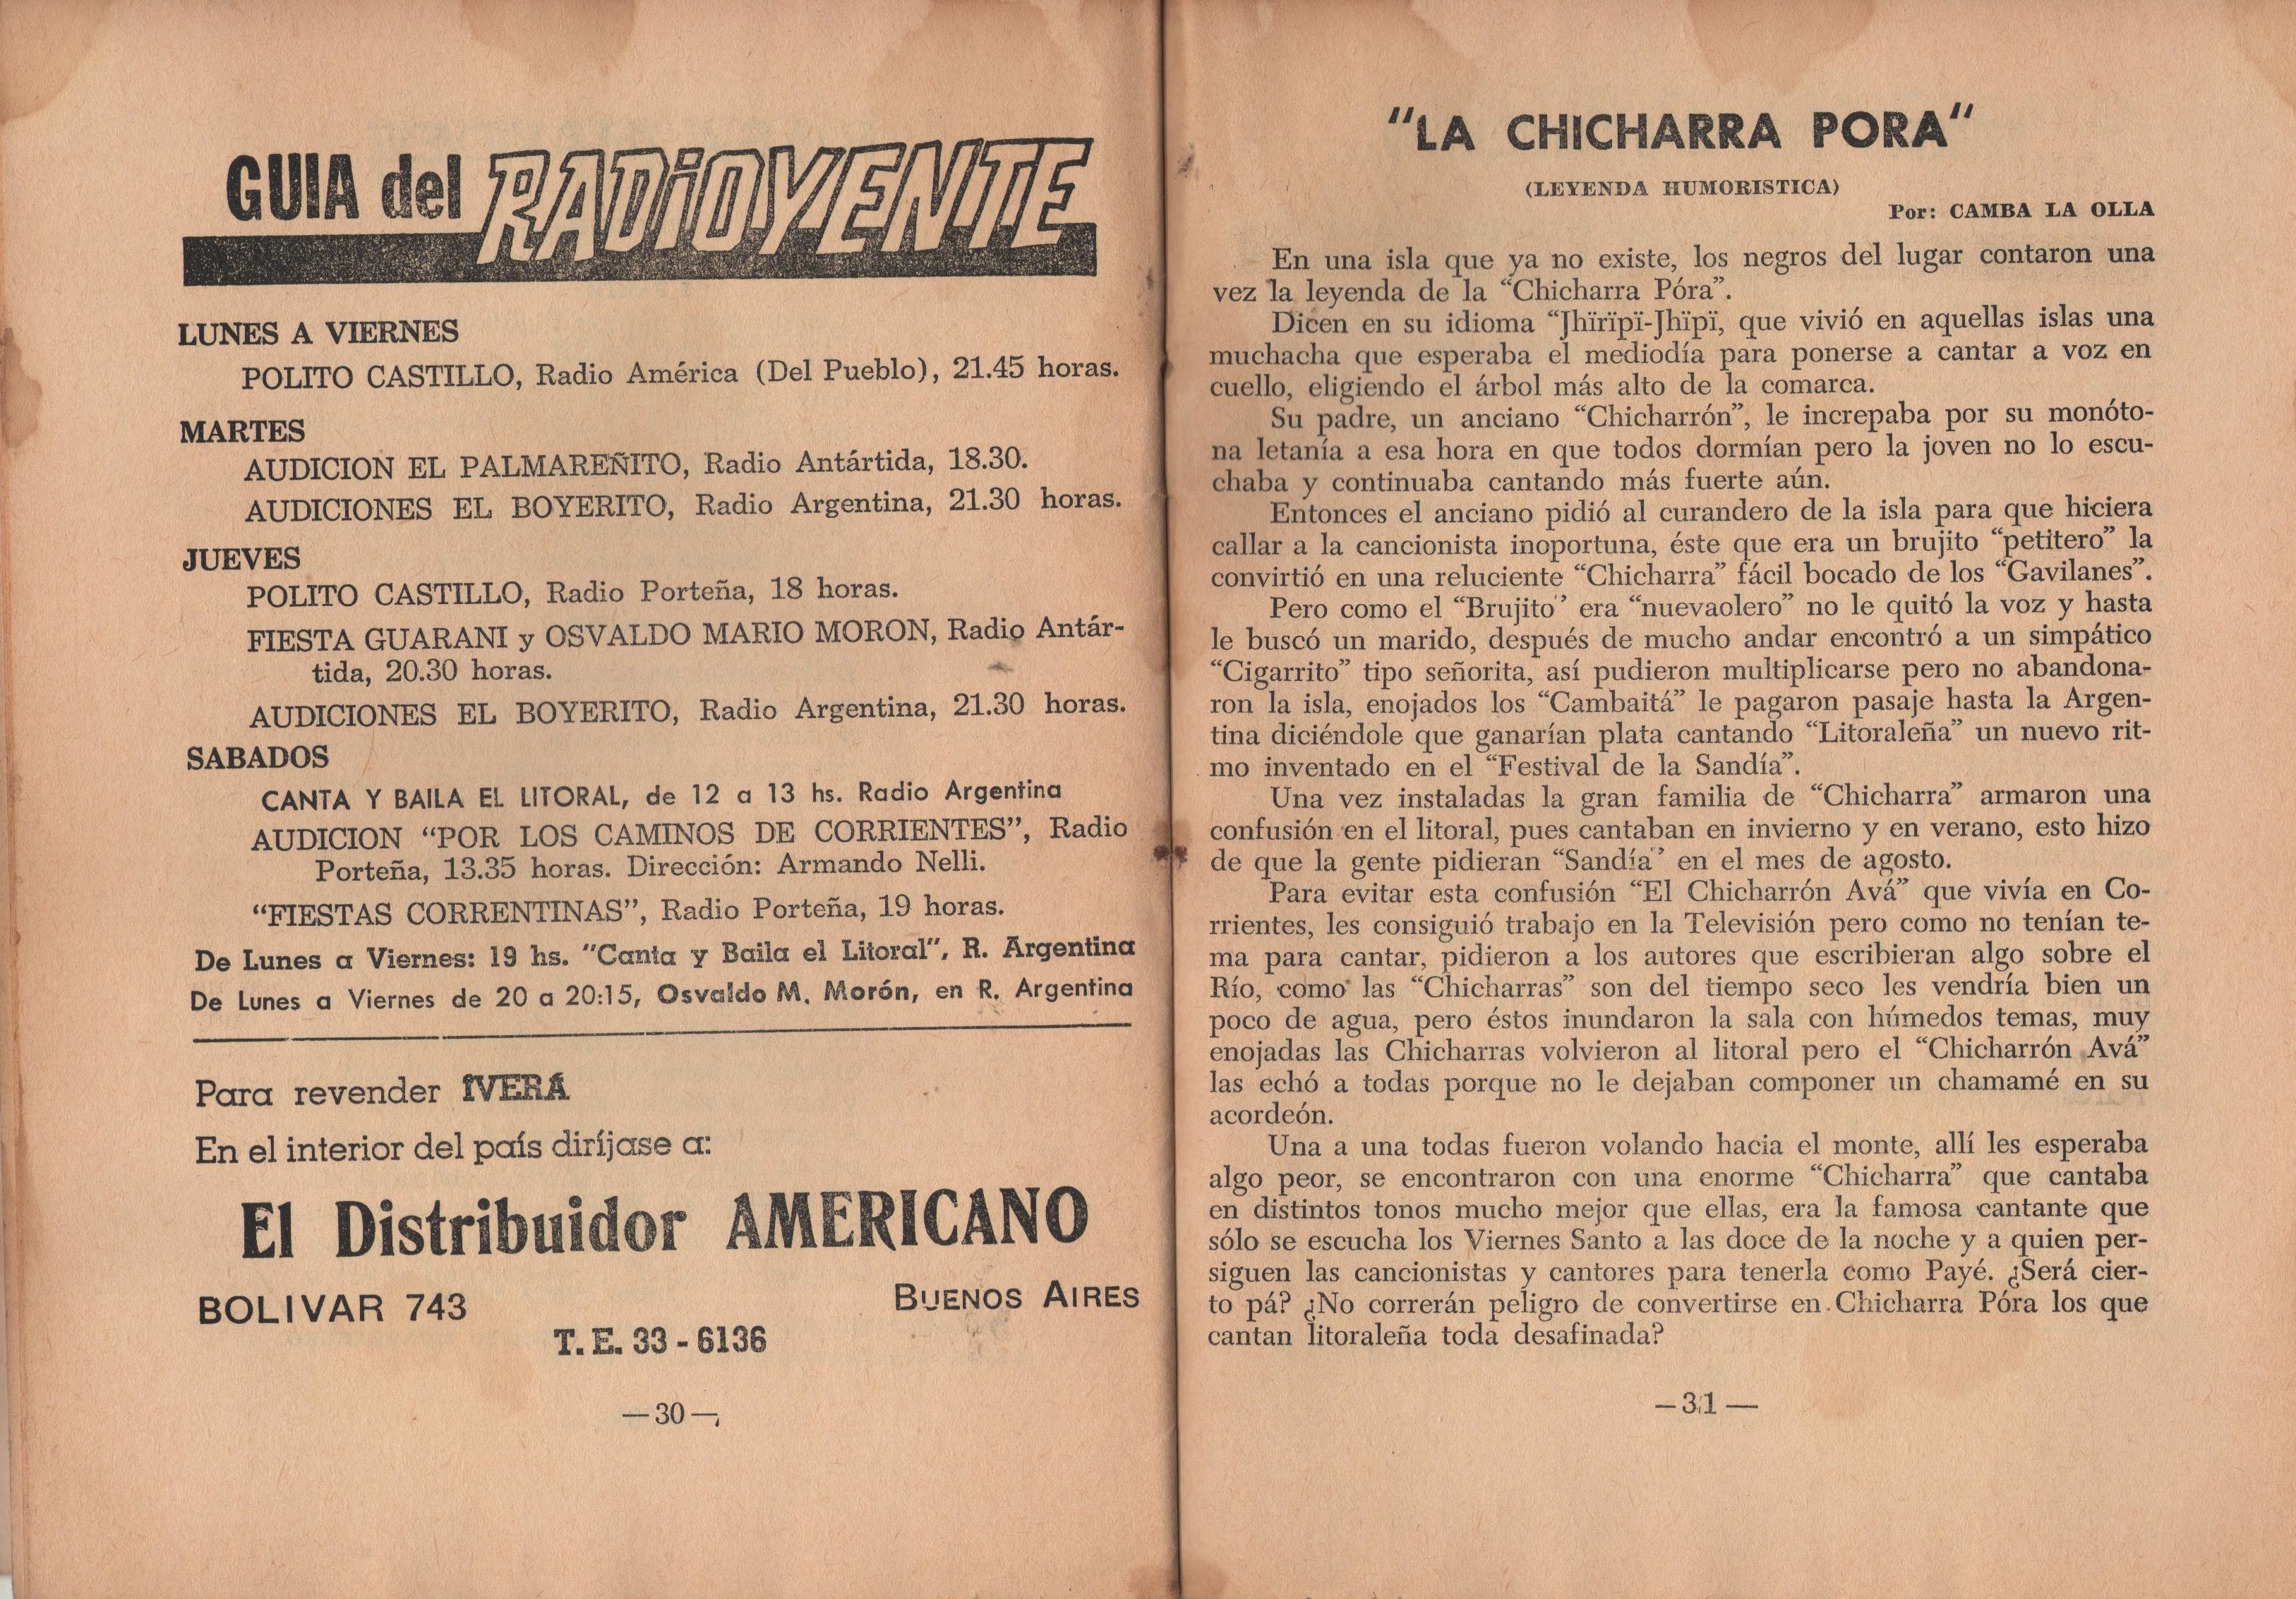 GUIA del RADIOYENTE
LUNES A VIERNES
POLITO CASTILLO, Radio América (Del Pueblo), 21.45 horas.
MARTES
AUDICION EL PALMAREÑITO, Radio Antártida, 18.30.
AUDICIONES EL BOYERITO, Radio Argentina, 21.30 horas.
JUEVES
POLITO CASTILLO, Radio Porteña, 18 horas.
FIESTA GUARANI y OSVALDO MARIO MORON, Radio Antár-
tida, 20.30 horas.
AUDICIONES EL BOYERITO, Radio Argentina, 21.30 horas.
SABADOS
CANTA Y BAILA EL LITORAL, de 12 a 13 hs. Radio Argentina
AUDICION “POR LOS CAMINOS DE CORRIENTES”, Radio
Porteña, 13.35 horas. Dirección: Armando Nelli.
“FIESTAS CORRENTINAS”, Radio Porteña, 19 horas.
De Lunes a Viernes: 19 hs. "Canta y Baila el Litoral", R. Argentina
De Lunes a Viernes de 20 a 20:15, Osvaldo M. Morón, en R. Argentina
Para revender IVERÁ
En el interior del país diríjase a:
El Distribuidor AMERICANO
BOLIVAR 743
BUENOS AIRES
T. E. 33 - 6136
—30—
"LA CHICHARRA PORA"
(LEYENDA HUMORISTICA)
Por: CAMBA LA OLLA
En una isla que ya no existe, los negros del lugar contaron una
vez la leyenda de la “Chicharra Póra”.
Dicen en su idioma “Jhïrïpï-Jhïpï, que vivió en aquellas islas una
muchacha que esperaba el mediodía para ponerse a cantar a voz en
cuello, eligiendo el árbol más alto de la comarca.
Su padre, un anciano “Chicharrón”, le increpaba por su monóto-
na letanía a esa hora en que todos dormían pero la joven no lo escu-
chaba y continuaba cantando más fuerte aún.
Entonces el anciano pidió al curandero de la isla para que hiciera
callar a la cancionista inoportuna, éste que era un brujito “petitero” la
convirtió en una reluciente “Chicharra” fácil bocado de los “Gavilanes”.
Pero como el “Brujito’ era “nuevaolero” no le quitó la voz y hasta
le buscó un marido, después de mucho andar encontró a un simpático
“Cigarrito” tipo señorita, así pudieron multiplicarse pero no abandona-
ron la isla, enojados los “Cambaitá” le pagaron pasaje hasta la Argen-
tina diciéndole que ganarían plata cantando “Litoraleña” un nuevo rit-
mo inventado en el “Festival de la Sandía”.
Una vez instaladas la gran familia de “Chicharra” armaron una
confusión en el litoral, pues cantaban en invierno y en verano, esto hizo
de que la gente pidieran “Sandía’ en el mes de agosto.
Para evitar esta confusión “El Chicharrón Avá” que vivía en Co-
rrientes, les consiguió trabajo en la Televisión pero como no tenían te-
ma para cantar, pidieron a los autores que escribieran algo sobre el
Río, como las “Chicharras” son del tiempo seco les vendría bien un
poco de agua, pero éstos inundaron la sala con húmedos temas, muy
enojadas las Chicharras volvieron al litoral pero el “Chicharrón Avá”
las echó a todas porque no le dejaban componer un chamamé en su
acordeón.
Una a una todas fueron volando hacia el monte, allí les esperaba
algo peor, se encontraron con una enorme “Chicharra” que cantaba
en distintos tonos mucho mejor que ellas, era la famosa cantante que
sólo se escucha los Viernes Santo a las doce de la noche y a quien per-
siguen las cancionistas y cantores para tenerla como Payé. ¿Será cier-
to pá? ¿No correrán peligro de convertirse en Chicharra Póra los que
cantan litoraleña toda desafinada?
—31—